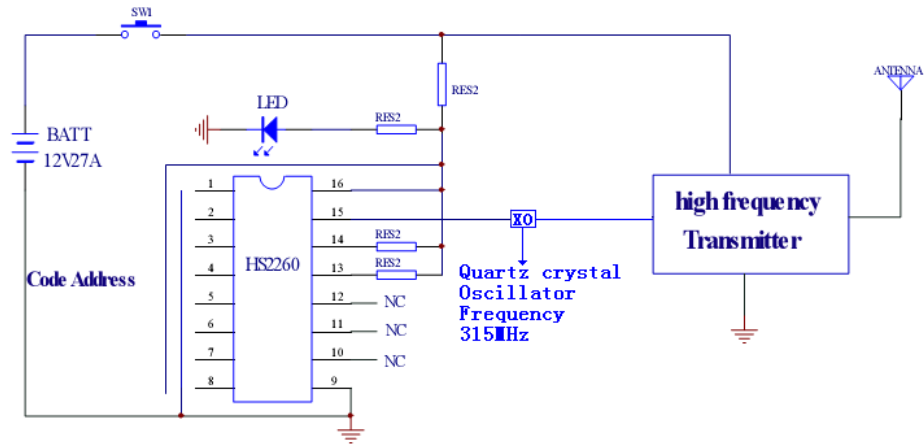 SW1
ANTENNA
RES2
LED
RES2
BATT
12V27A
high frequency
Transmitter
1
16
2
15
XO
3
14
RES2
HS2260
4
13
RES2
Code Address
Quartz crystal
Oscillator
Frequency
315MHz
5
12
NC
6
11
NC
7
10
NC
8
9